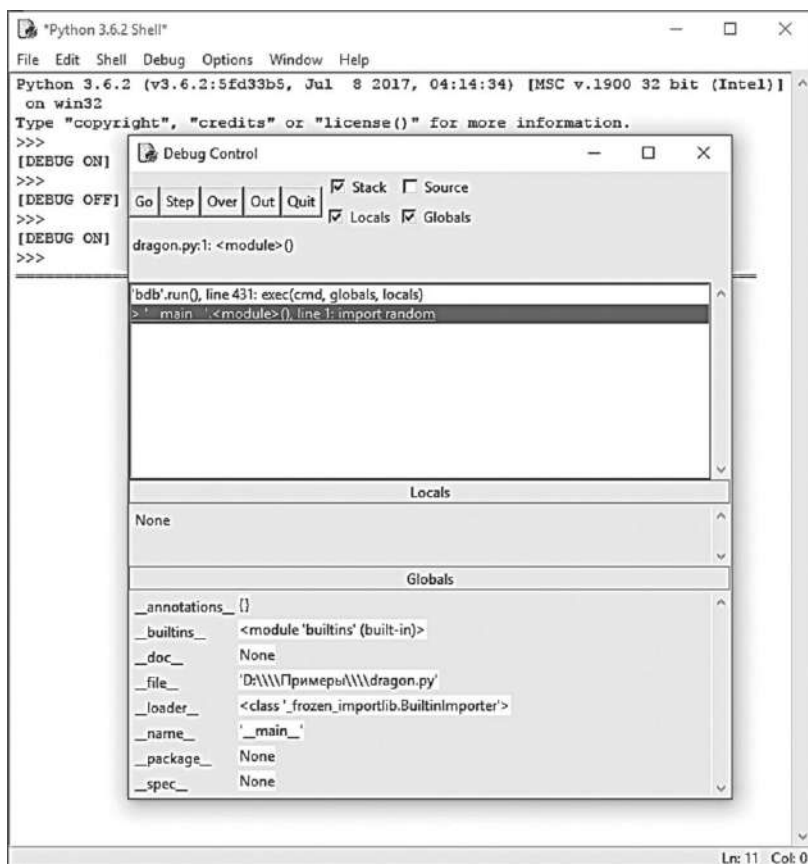 *Python 3.6.2 Shell*
File Edit Shell Debug Options Window Help
Python 3.6.2 (v3.6.2:5fd33b5, Jul 8 2017, 04:14:34) [MSC v.1900 32 bit (Intel)]
on win32
Type "copyright", "credits" or "license()" for more information.
>>>
[DEBUG ON]
>>>
[DEBUG OFF]
>>>
[DEBUG ON]
>>>
Debug Control
Go Step Over Out Quit
Stack Source
Locals Globals
dragon.py:1: <module>()
'bdb'.run(), line 431: exec(cmd, globals, locals)
> '__main__'.<module>(), line 1: import random
Locals
None
Globals
__annotations__ {}
__builtins__ <module 'builtins' (built-in)>
__doc__ None
__file__ 'D:\\\\Примеры\\\\dragon.py'
__loader__ <class '_frozen_importlib.BuiltinImporter'>
__name__ '__main__'
__package__ None
__spec__ None
Ln: 11 Col: 0